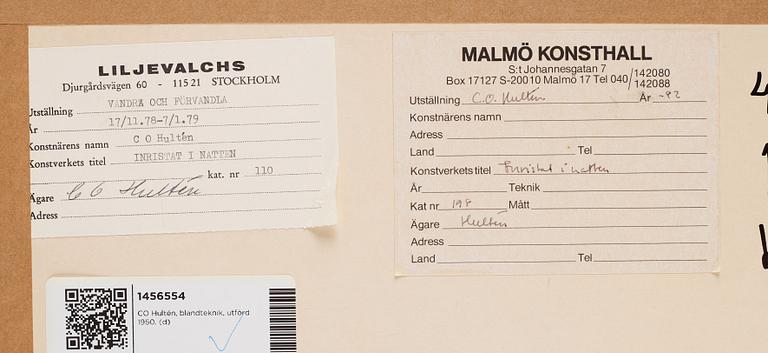 LILJEVALCHS
Djurgårdsvägen 60 - 115 21 STOCKHOLM
Utställning VANDRA OCH FÖRVANDLA
År 17/11.78-7/1.79
Konstnärens namn C O Hultén
Konstverkets titel INRISTAT I NATTEN
kat. nr 110
Ägare C O Hultén
Adress
MALMÖ KONSTHALL
S:t Johannesgatan 7
Box 17127 S-20010 Malmö 17 Tel 040/142080
/142088
Utställning C.O. Hultén År -82
Konstnärens namn
Adress
Land Tel
Konstverkets titel Inristat i natten
År Teknik
Kat nr 198 Mått
Ägare Hultén
Adress
Land Tel
1456554
CO Hultén, blandteknik, utförd
1950. (d)